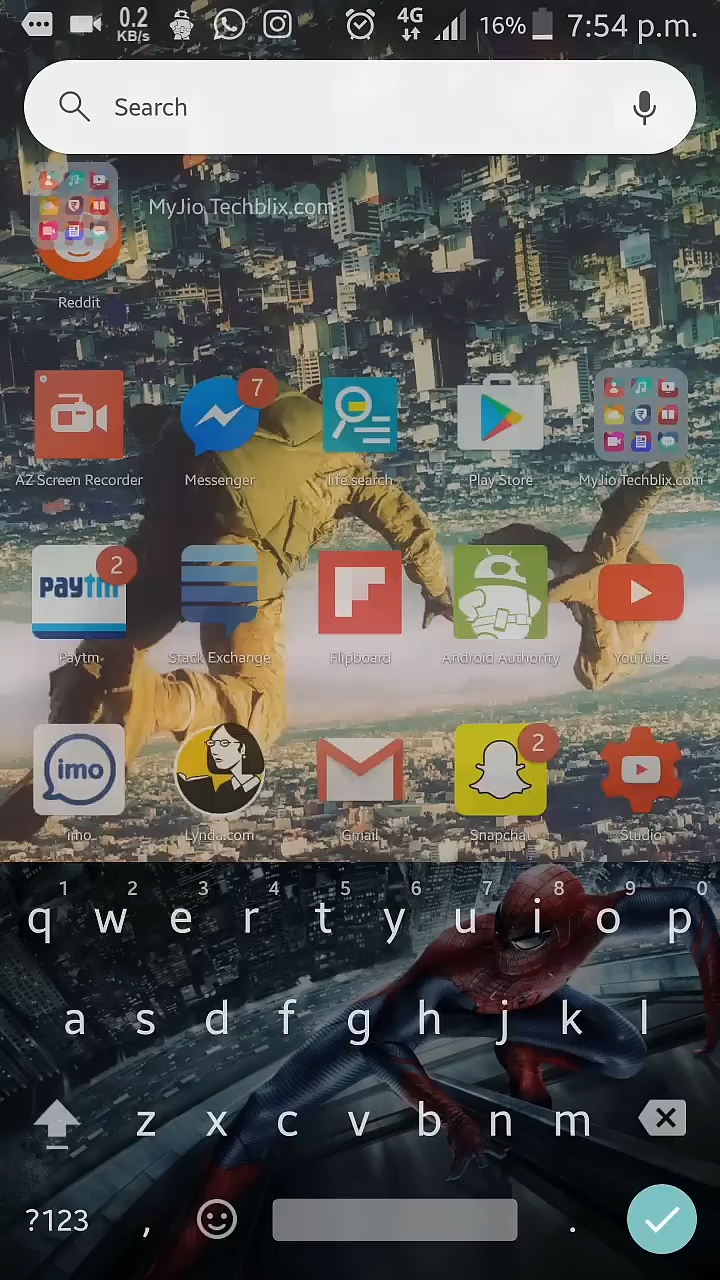 0.2 KB/s 4G 16% 7:54 p.m.
Search
MyJio,Techblix.com
Reddit
7
AZ Screen Recorder Messenger life.search Play Store MyJio,Techblix.com
paytm 2
Paytm Stack Exchange Flipboard Android Authority YouTube
imo 2
imo Lynda.com Gmail Snapchat Studio
1 2 3 4 5 6 7 8 9 0
q w e r t y u i o p
a s d f g h j k l
z x c v b n m
?123 , .